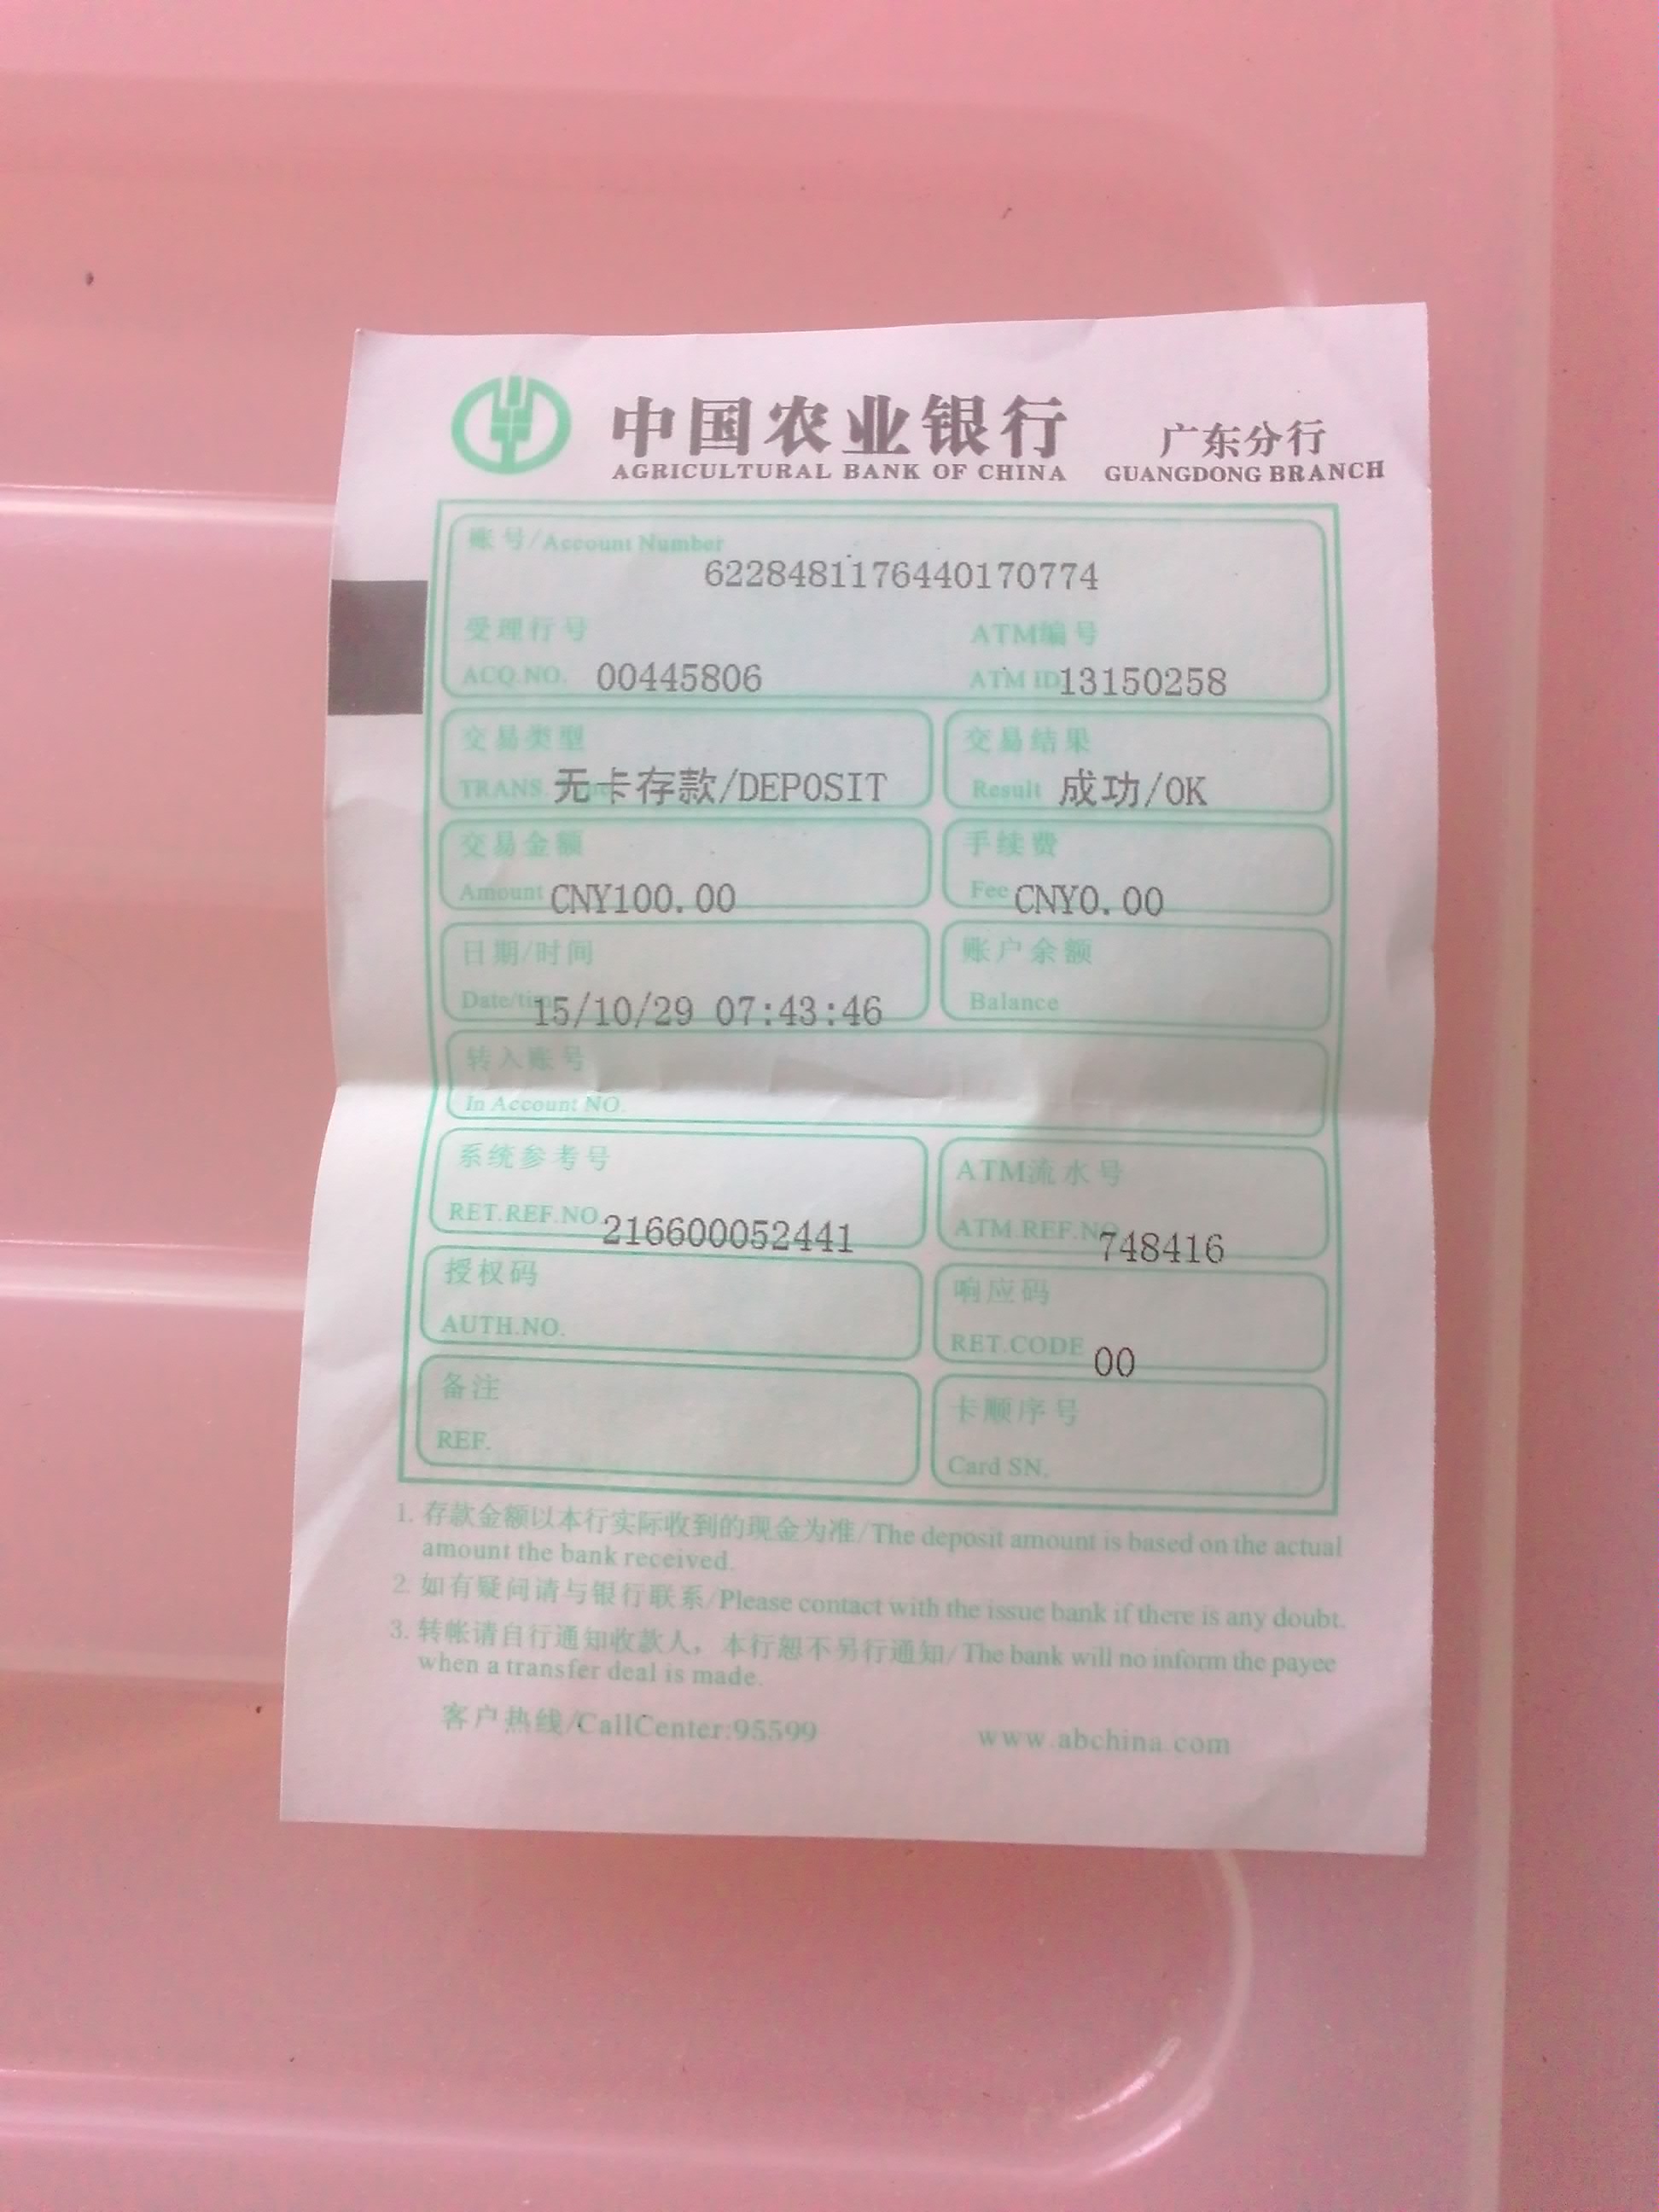 中国农业银行 广东分行
AGRICULTURAL BANK OF CHINA GUANGDONG BRANCH
账号/Account Number
6228481176440170774
受理行号 ATM编号
ACQ.NO. 00445806 ATM ID 13150258
交易类型 交易结果
TRANS. 无卡存款/DEPOSIT Result 成功/OK
交易金额 手续费
Amount CNY100.00 Fee CNY0.00
日期/时间 账户余额
Date/time 15/10/29 07:43:46 Balance
转入账号
In Account NO.
系统参考号 ATM流水号
RET.REF.NO. 216600052441 ATM.REF.NO 748416
授权码 响应码
AUTH.NO. RET.CODE 00
备注 卡顺序号
REF. Card SN.
1. 存款金额以本行实际收到的现金为准/The deposit amount is based on the actual
amount the bank received.
2. 如有疑问请与银行联系/Please contact with the issue bank if there is any doubt.
3. 转帐请自行通知收款人，本行恕不另行通知/The bank will no inform the payee
when a transfer deal is made.
客户热线/CallCenter:95599 www.abchina.com